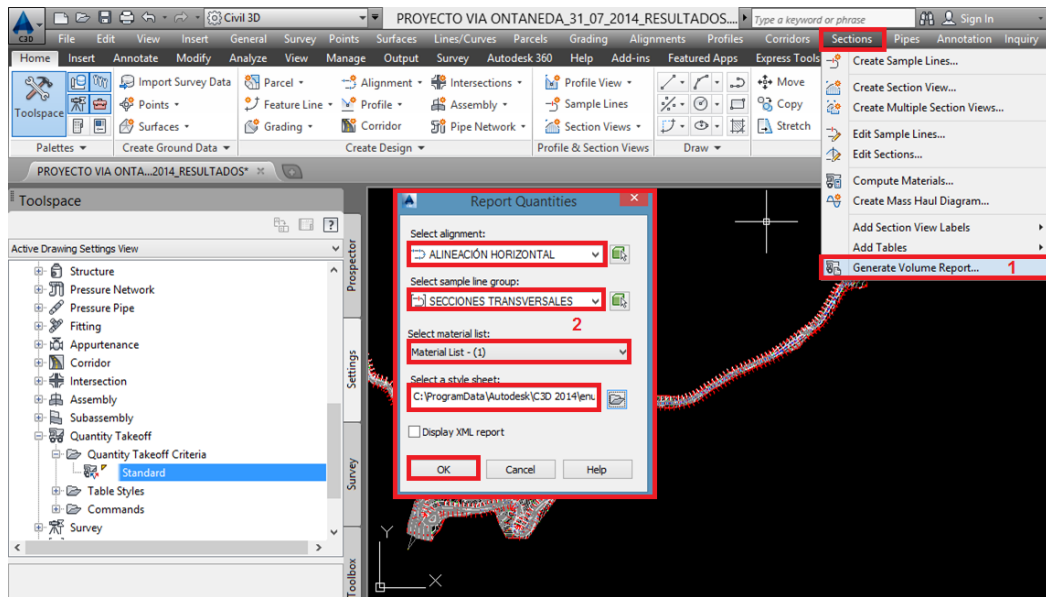 Civil 3D
PROYECTO VIA ONTANEDA_31_07_2014_RESULTADOS....
Type a keyword or phrase
Sign In
C3D
File Edit View Insert General Survey Points Surfaces Lines/Curves Parcels Grading Alignments Profiles Corridors Sections Pipes Annotation Inquiry
Home Insert Annotate Modify Analyze View Manage Output Survey Autodesk 360 Help Add-ins Featured Apps Express Tools
Toolspace
Import Survey Data
Points
Surfaces
Parcel
Feature Line
Grading
Alignment
Profile
Corridor
Intersections
Assembly
Pipe Network
Profile View
Sample Lines
Section Views
Move
Copy
Stretch
Palettes
Create Ground Data
Create Design
Profile & Section Views
Draw
Create Sample Lines...
Create Section View...
Create Multiple Section Views...
Edit Sample Lines...
Edit Sections...
Compute Materials...
Create Mass Haul Diagram...
Add Section View Labels
Add Tables
Generate Volume Report... 1
PROYECTO VIA ONTA...2014_RESULTADOS*
Toolspace
Active Drawing Settings View
Structure
Pressure Network
Pressure Pipe
Fitting
Appurtenance
Corridor
Intersection
Assembly
Subassembly
Quantity Takeoff
Quantity Takeoff Criteria
Standard
Table Styles
Commands
Survey
Prospector
Settings
Survey
Toolbox
Report Quantities
Select alignment:
ALINEACIÓN HORIZONTAL
Select sample line group:
SECCIONES TRANSVERSALES
2
Select material list:
Material List - (1)
Select a style sheet:
C:\ProgramData\Autodesk\C3D 2014\enu
Display XML report
OK Cancel Help
Y
X